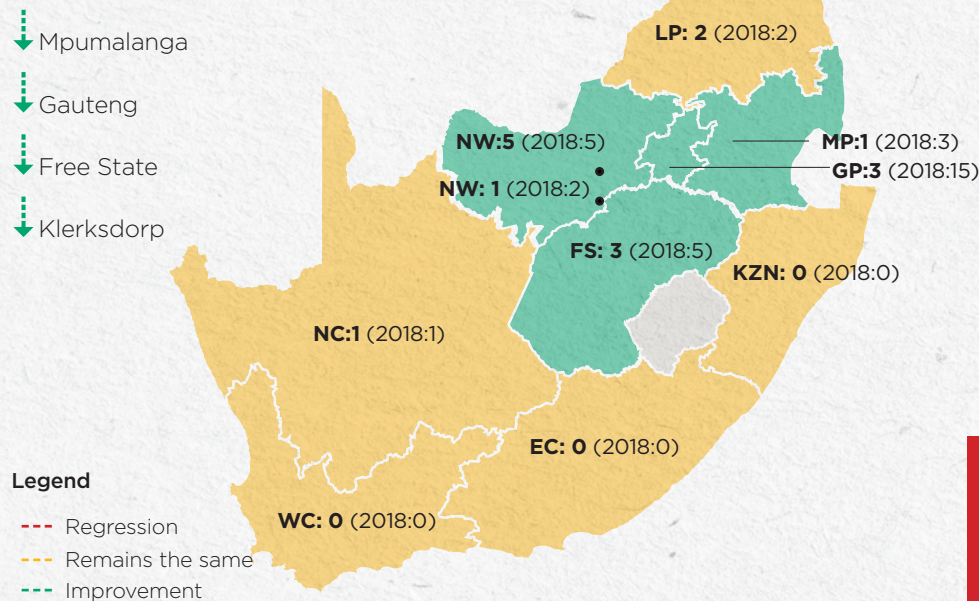 Mpumalanga
Gauteng
Free State
Klerksdorp
LP: 2 (2018:2)
NW:5 (2018:5)
MP:1 (2018:3)
GP:3 (2018:15)
NW: 1 (2018:2)
FS: 3 (2018:5)
KZN: 0 (2018:0)
NC:1 (2018:1)
EC: 0 (2018:0)
WC: 0 (2018:0)
Legend
Regression
Remains the same
Improvement